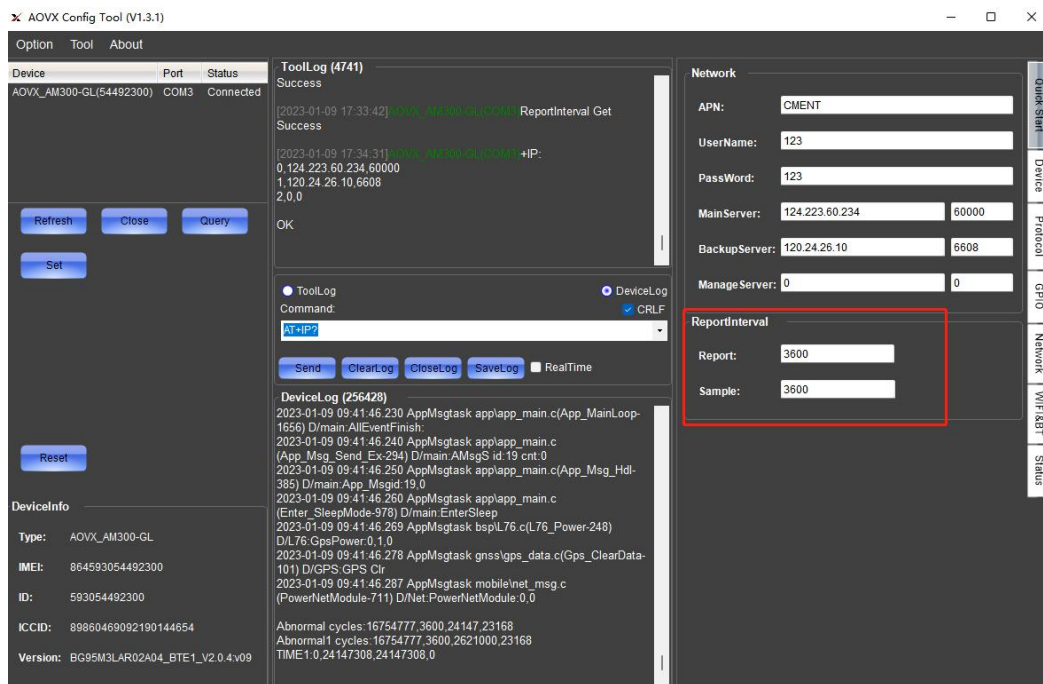 AOVX Config Tool (V1.3.1)
Option Tool About
Device Port Status
AOVX_AM300-GL(54492300) COM3 Connected
Refresh Close Query
Set
Reset
DeviceInfo
Type: AOVX_AM300-GL
IMEI: 864593054492300
ID: 593054492300
ICCID: 89860469092190144654
Version: BG95M3LAR02A04_BTE1_V2.0.4:v09
ToolLog (4741)
Success
[2023-01-09 17:33:42]AOVX_AM300-GL(COM3)ReportInterval Get
Success
[2023-01-09 17:34:31]AOVX_AM300-GL(COM3)+IP:
0,124.223.60.234,60000
1,120.24.26.10,6608
2,0,0
OK
ToolLog DeviceLog
Command: CRLF
AT+IP?
Send ClearLog CloseLog SaveLog RealTime
DeviceLog (256428)
2023-01-09 09:41:46.230 AppMsgtask app\app_main.c(App_MainLoop-
1656) D/main:AllEventFinish:
2023-01-09 09:41:46.240 AppMsgtask app\app_main.c
(App_Msg_Send_Ex-294) D/main:AMsgS id:19 cnt:0
2023-01-09 09:41:46.250 AppMsgtask app\app_main.c(App_Msg_Hdl-
385) D/main:App_Msgid:19,0
2023-01-09 09:41:46.260 AppMsgtask app\app_main.c
(Enter_SleepMode-978) D/main:EnterSleep
2023-01-09 09:41:46.269 AppMsgtask bsp\L76.c(L76_Power-248)
D/L76:GpsPower:0,1,0
2023-01-09 09:41:46.278 AppMsgtask gnss\gps_data.c(Gps_ClearData-
101) D/GPS:GPS Clr
2023-01-09 09:41:46.287 AppMsgtask mobile\net_msg.c
(PowerNetModule-711) D/Net:PowerNetModule:0,0
Abnormal cycles:16754777,3600,24147,23168
Abnormal1 cycles:16754777,3600,2621000,23168
TIME1:0,24147308,24147308,0
Network
APN: CMENT
UserName: 123
PassWord: 123
MainServer: 124.223.60.234 60000
BackupServer: 120.24.26.10 6608
ManageServer: 0 0
ReportInterval
Report: 3600
Sample: 3600
Quick Start
Device
Protocol
GPIO
Network
WIFI&BT
Status